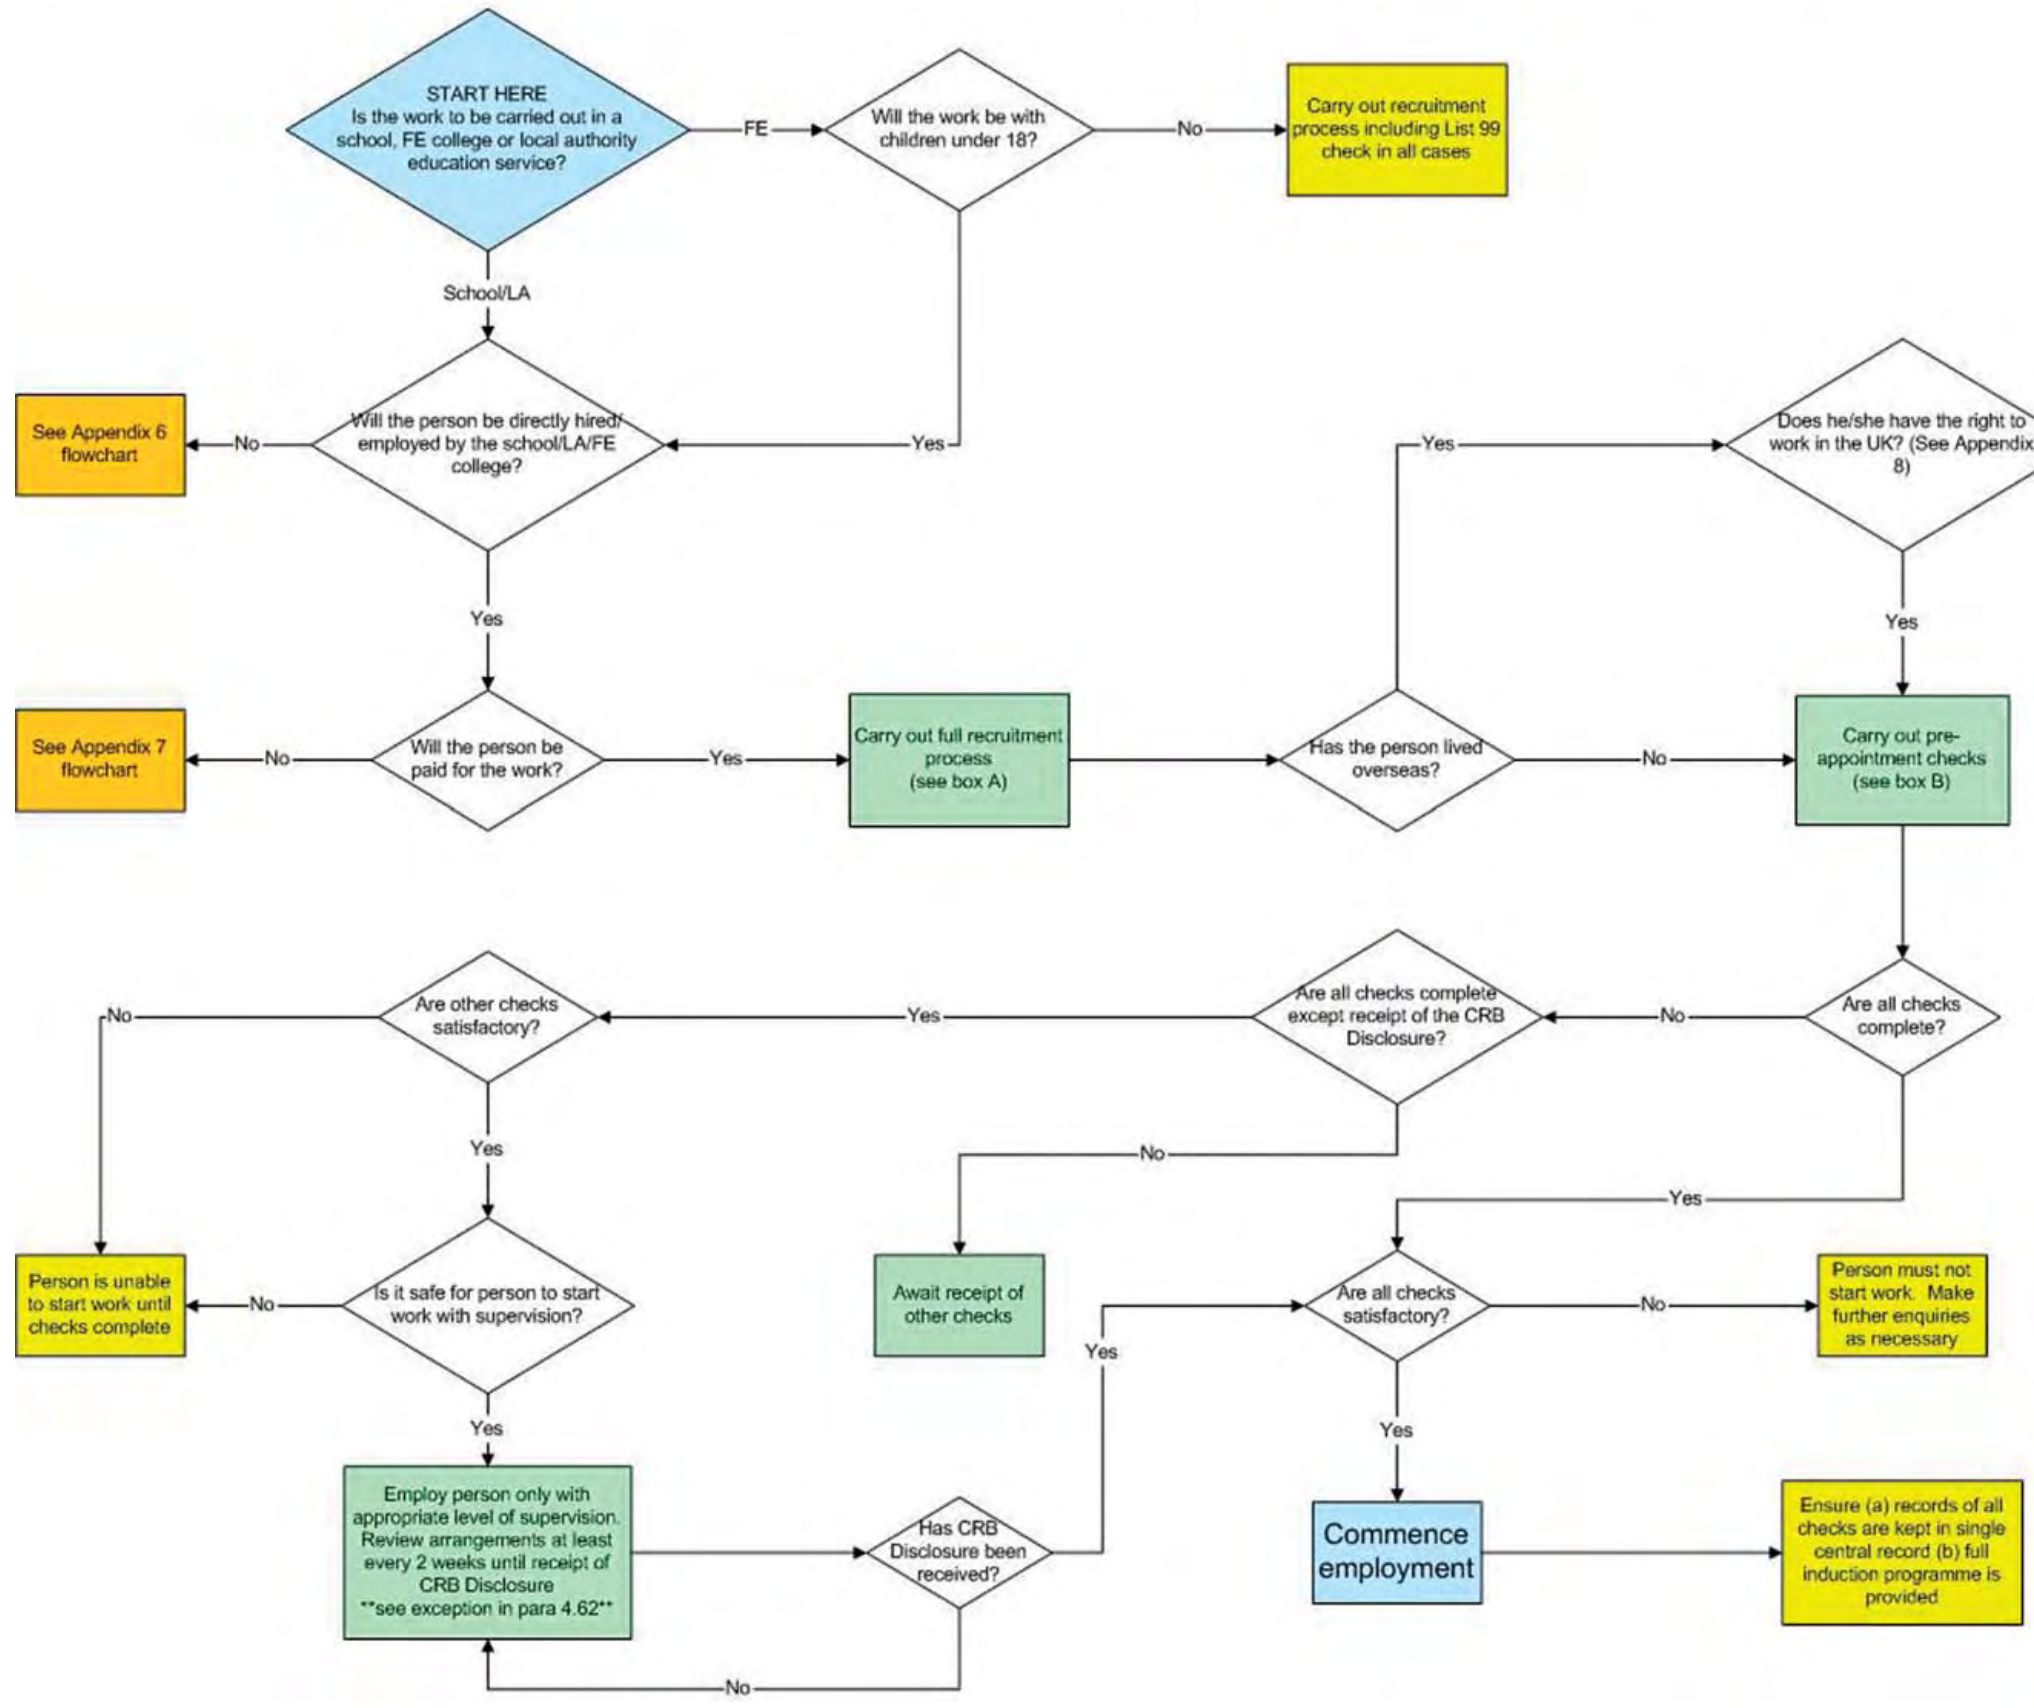 START HERE
Is the work to be carried out in a
school, FE college or local authority
education service?
FE
Will the work be with
children under 18?
No
Carry out recruitment
process including List 99
check in all cases
School/LA
See Appendix 6
flowchart
No
Will the person be directly hired/
employed by the school/LA/FE
college?
Yes
Yes
Does he/she have the right to
work in the UK? (See Appendix
8)
Yes
Yes
See Appendix 7
flowchart
No
Will the person be
paid for the work?
Yes
Carry out full recruitment
process
(see box A)
Has the person lived
overseas?
No
Carry out pre-
appointment checks
(see box B)
No
Are other checks
satisfactory?
Yes
Are all checks complete
except receipt of the CRB
Disclosure?
No
Are all checks
complete?
Yes
No
Yes
Person is unable
to start work until
checks complete
No
Is it safe for person to start
work with supervision?
Await receipt of
other checks
Yes
Are all checks
satisfactory?
No
Person must not
start work. Make
further enquiries
as necessary
Yes
Yes
Employ person only with
appropriate level of supervision.
Review arrangements at least
every 2 weeks until receipt of
CRB Disclosure
**see exception in para 4.62**
Has CRB
Disclosure been
received?
Commence
employment
Ensure (a) records of all
checks are kept in single
central record (b) full
induction programme is
provided
No